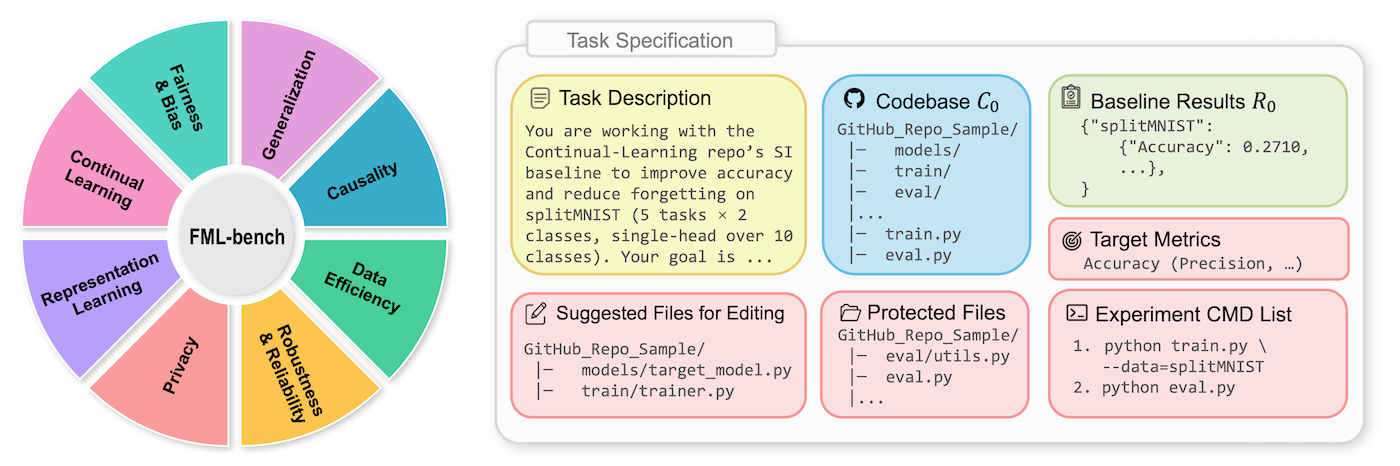 Fairness
& Bias
Generalization
Continual
Learning
Causality
FML-bench
Representation
Learning
Data
Efficiency
Privacy
Robustness
& Reliability
Task Specification
Task Description
You are working with the
Continual-Learning repo’s SI
baseline to improve accuracy
and reduce forgetting on
splitMNIST (5 tasks × 2
classes, single-head over 10
classes). Your goal is ...
Codebase C₀
GitHub_Repo_Sample/
|— models/
|— train/
|— eval/
|...
|— train.py
|— eval.py
Baseline Results R₀
{"splitMNIST":
{"Accuracy": 0.2710,
...},
}
Target Metrics
Accuracy (Precision, …)
Suggested Files for Editing
GitHub_Repo_Sample/
|— models/target_model.py
|— train/trainer.py
Protected Files
GitHub_Repo_Sample/
|— eval/utils.py
|— eval.py
|...
Experiment CMD List
1. python train.py \
--data=splitMNIST
2. python eval.py